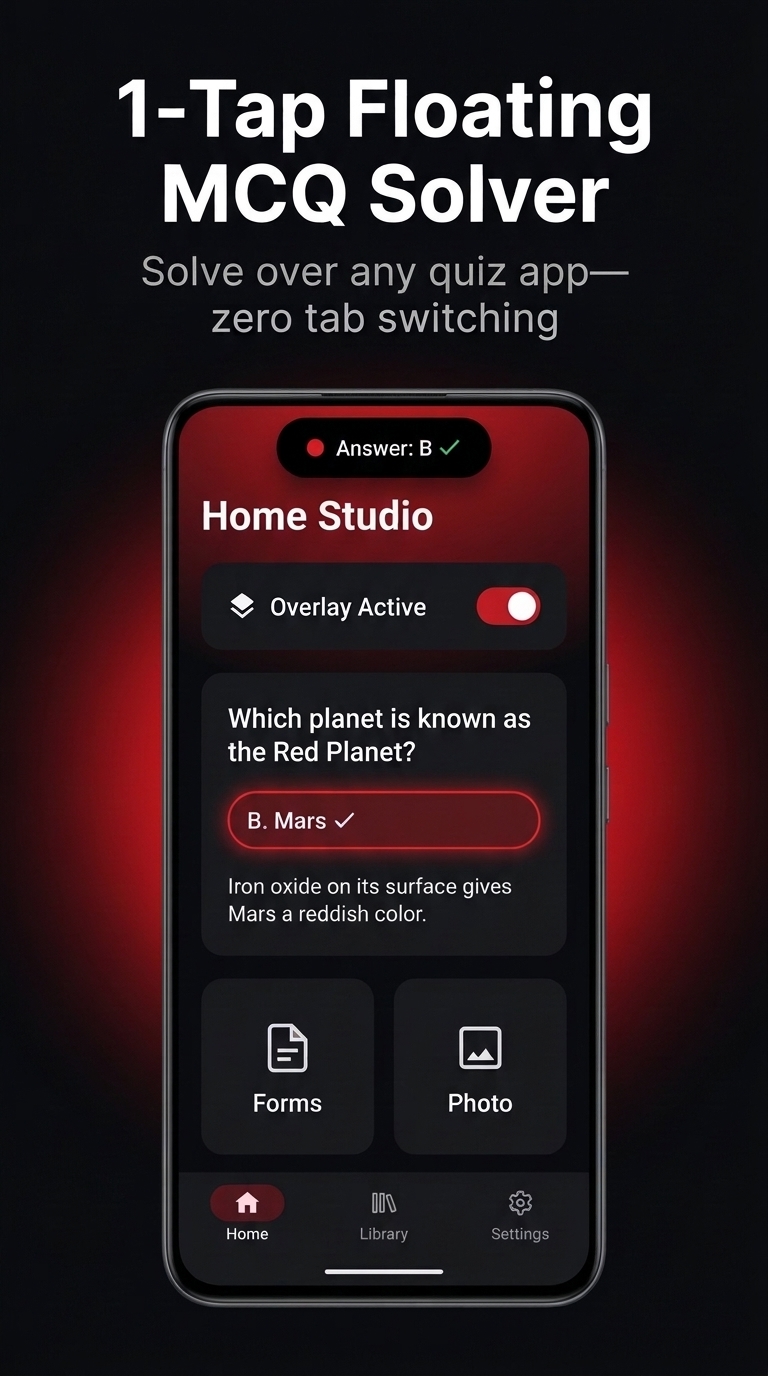 1-Tap Floating
MCQ Solver
Solve over any quiz app—
zero tab switching
Answer: B ✓
Home Studio
Overlay Active
Which planet is known as
the Red Planet?
B. Mars ✓
Iron oxide on its surface gives
Mars a reddish color.
Forms
Photo
Home
Library
Settings